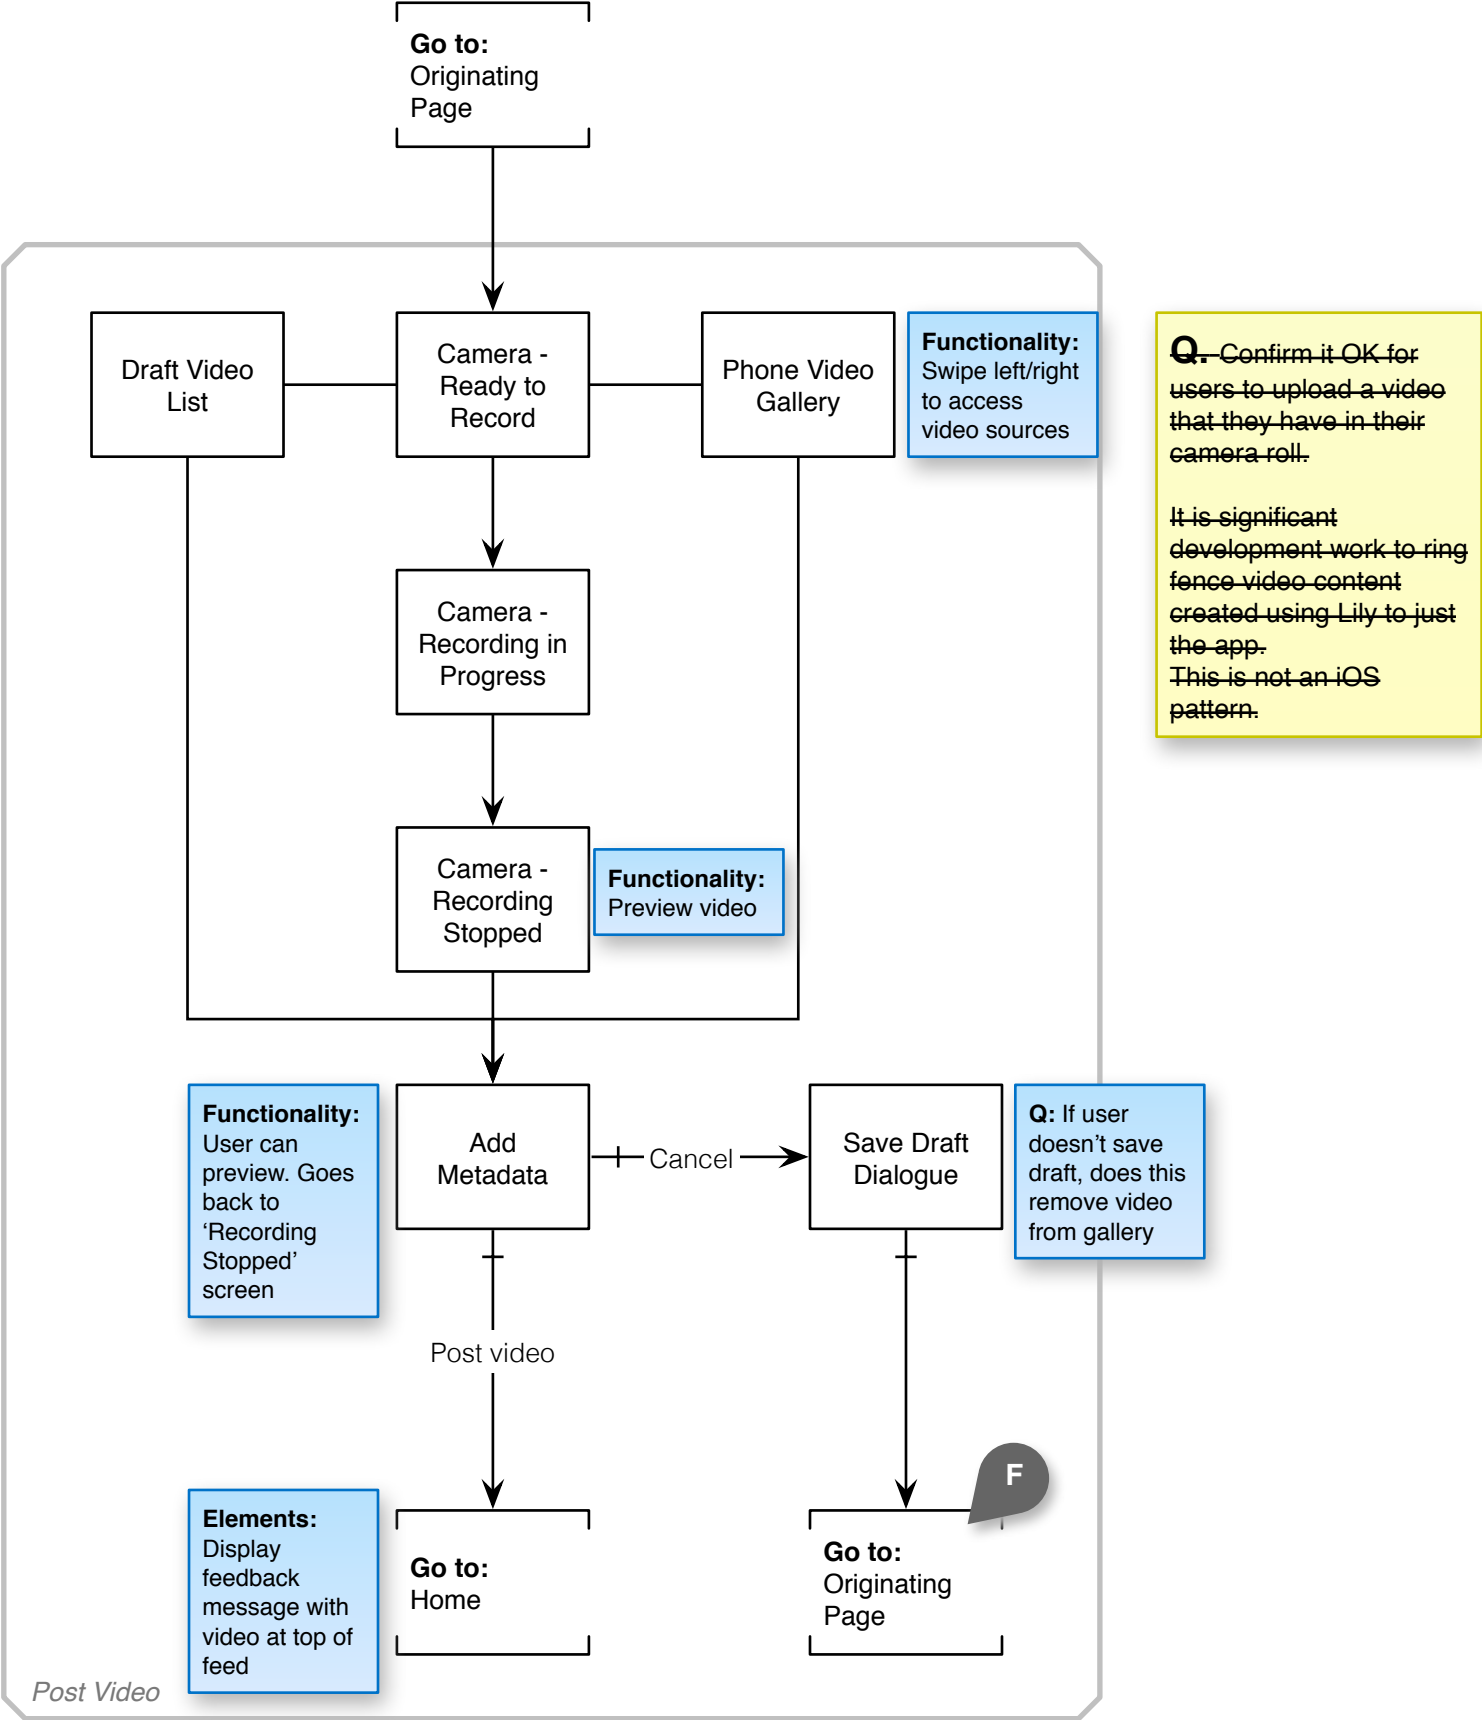 Go to:
Originating
Page
Draft Video
List
Camera -
Ready to
Record
Phone Video
Gallery
Functionality:
Swipe left/right
to access
video sources
Q. Confirm it OK for
users to upload a video
that they have in their
camera roll.
It is significant
development work to ring
fence video content
created using Lily to just
the app.
This is not an iOS
pattern.
Camera -
Recording in
Progress
Camera -
Recording
Stopped
Functionality:
Preview video
Functionality:
User can
preview. Goes
back to
‘Recording
Stopped’
screen
Add
Metadata
Cancel
Save Draft
Dialogue
Q: If user
doesn’t save
draft, does this
remove video
from gallery
Post video
F
Elements:
Display
feedback
message with
video at top of
feed
Go to:
Home
Go to:
Originating
Page
Post Video